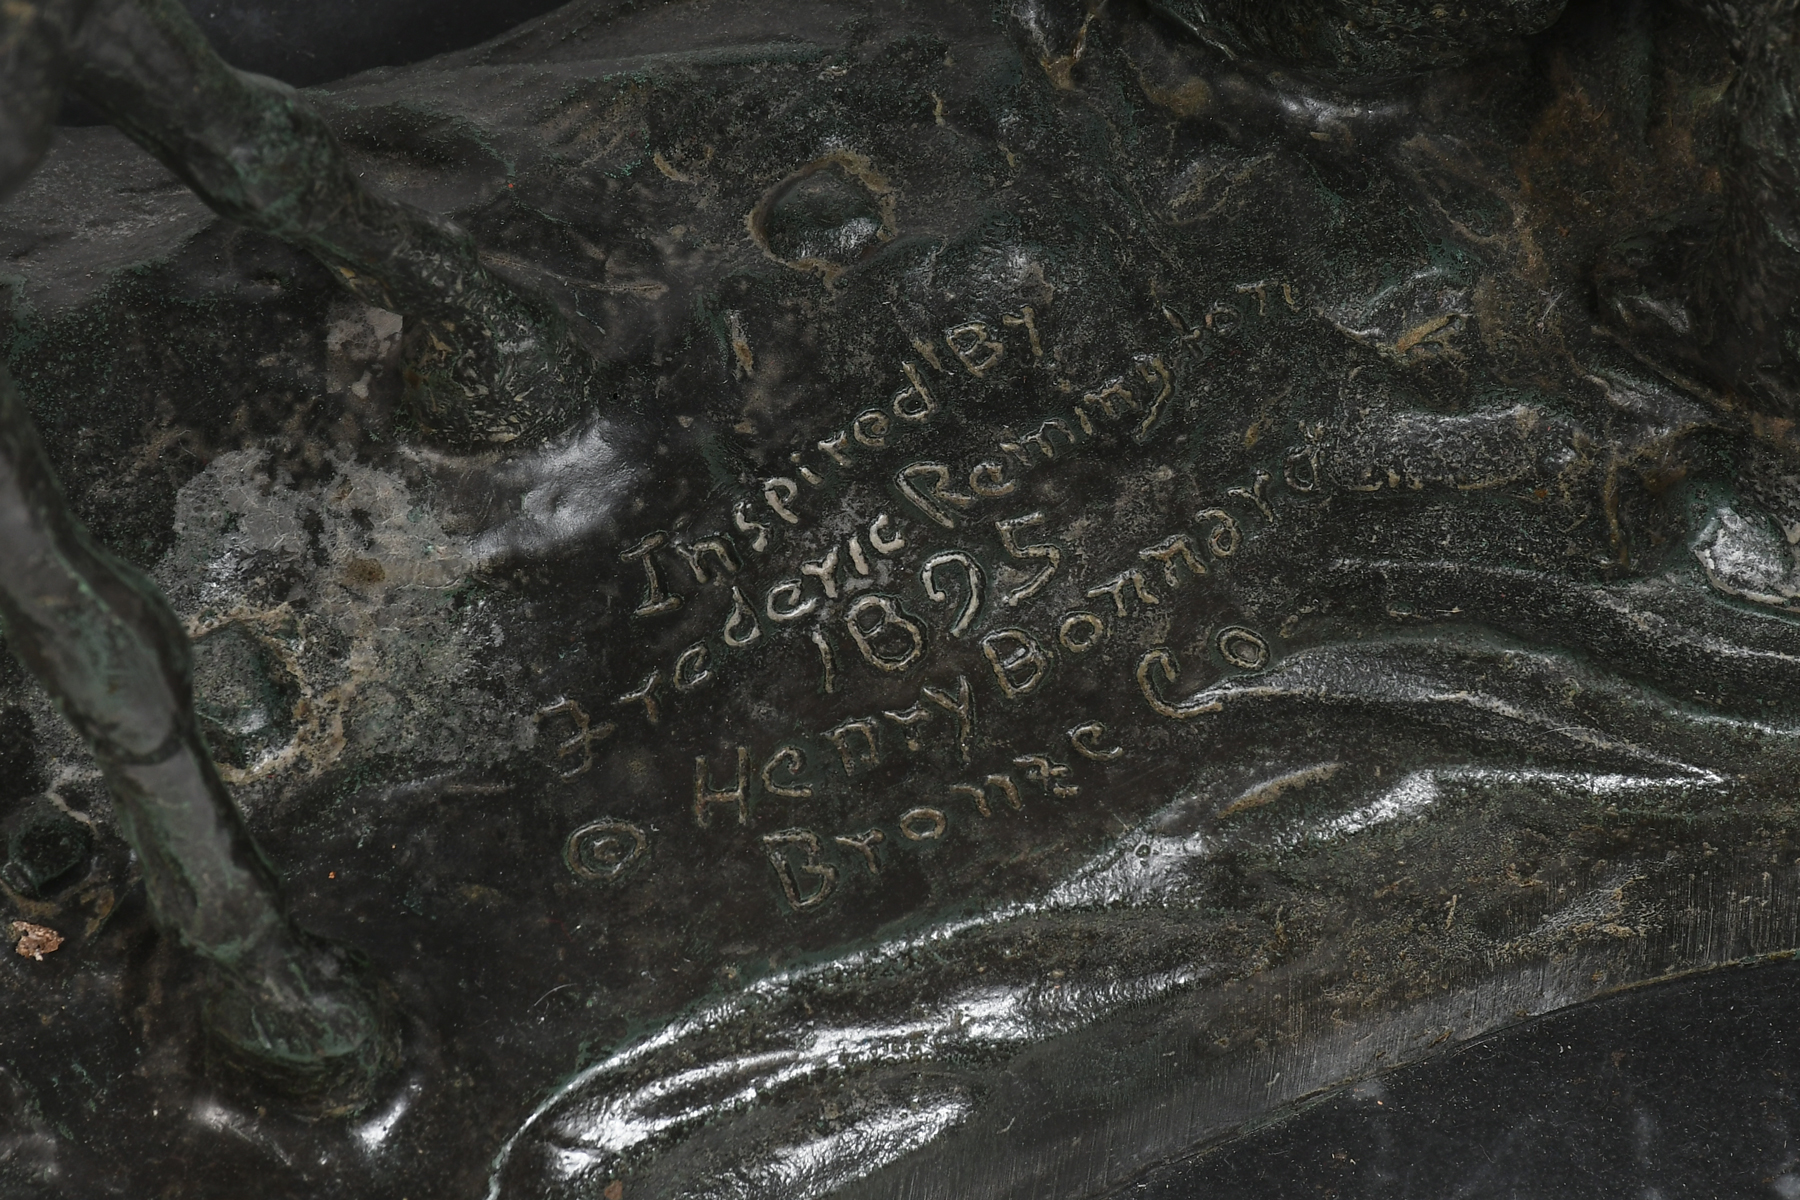 Inspired By
Frederic Remington
1895
Henry Bonnard
© Bronze Co